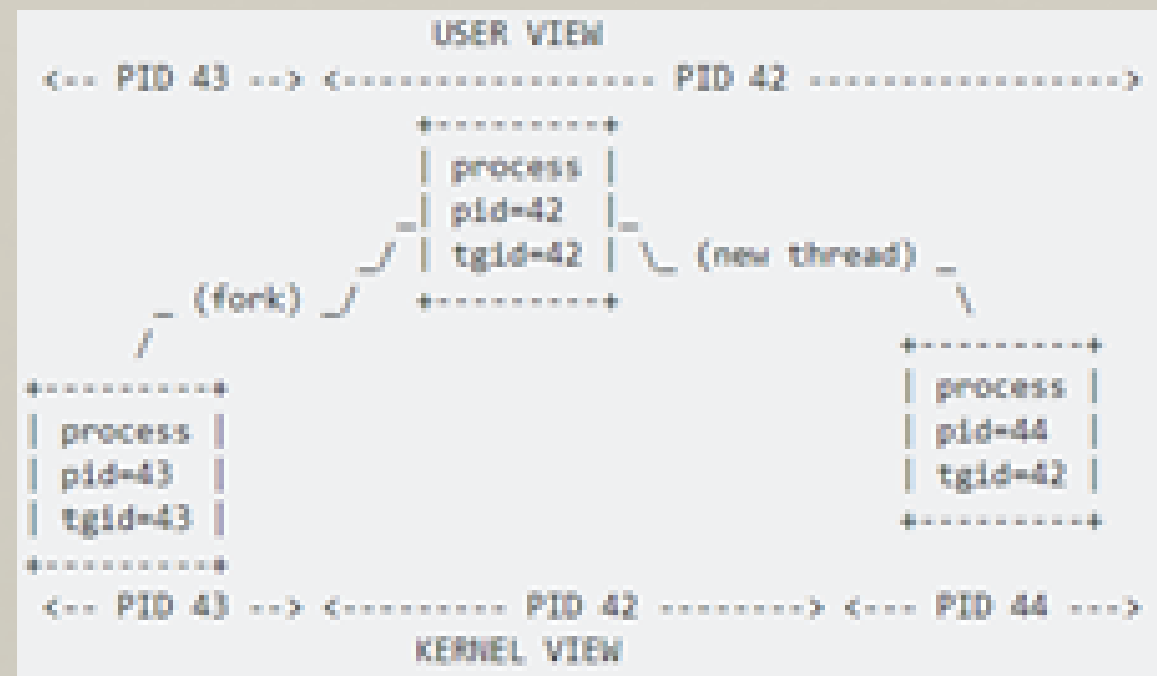 USER VIEW
<-- PID 43 --> <----------------- PID 42 ----------------->
+---------+
| process |
_| pid=42 |_
_/ | tgid=42 | \_ (new thread) _
_ (fork) _/ +---------+ \
/ +---------+
+---------+ | process |
| process | | pid=44 |
| pid=43 | | tgid=42 |
| tgid=43 | +---------+
+---------+
<-- PID 43 --> <--------- PID 42 --------> <--- PID 44 --->
KERNEL VIEW